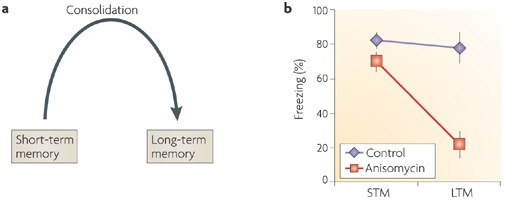 a
Consolidation
Short-term
memory
Long-term
memory
b
Freezing (%)
100
80
60
40
20
0
Control
Anisomycin
STM
LTM